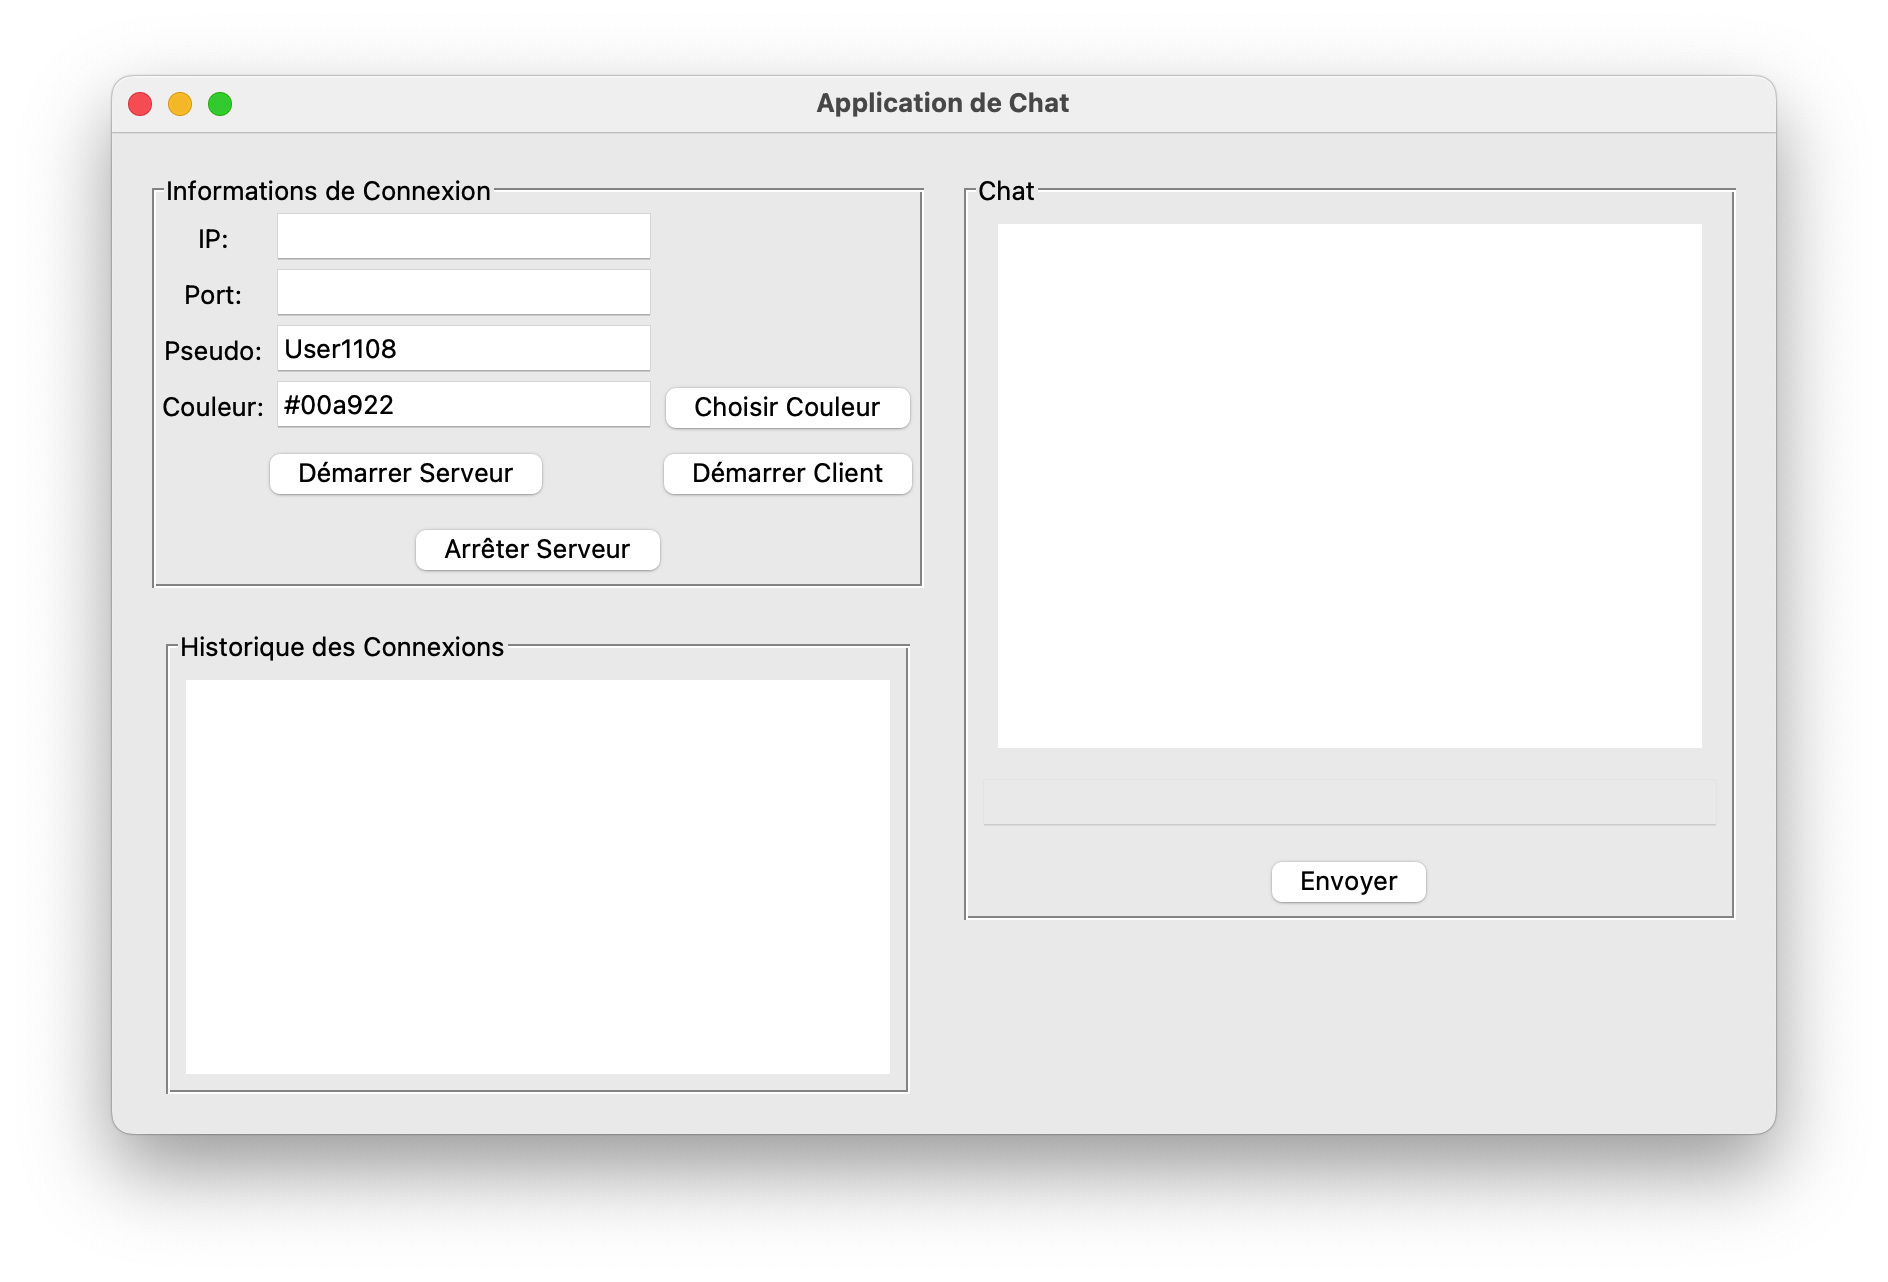 Application de Chat
Informations de Connexion
IP:
Port:
Pseudo: User1108
Couleur: #00a922 Choisir Couleur
Démarrer Serveur Démarrer Client
Arrêter Serveur
Historique des Connexions
Chat
Envoyer